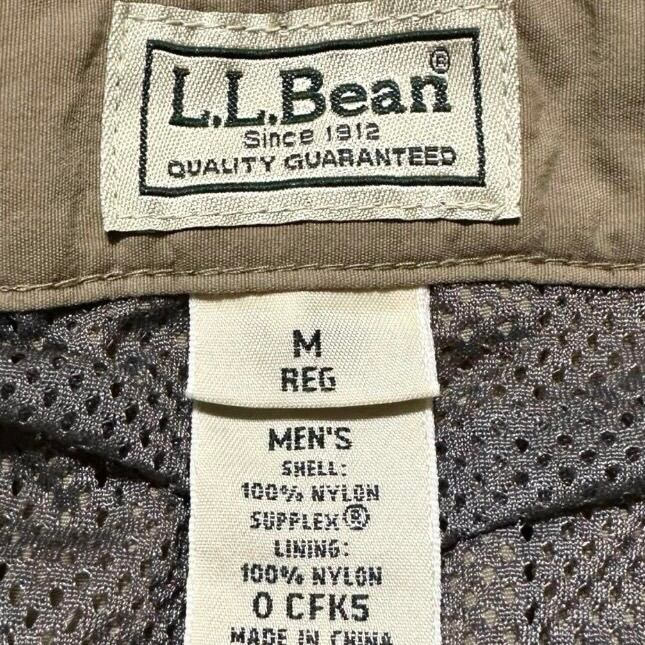 L.L.Bean®
Since 1912
QUALITY GUARANTEED
M
REG
MEN'S
SHELL:
100% NYLON
SUPPLEX®
LINING:
100% NYLON
0 CFK5
MADE IN CHINA